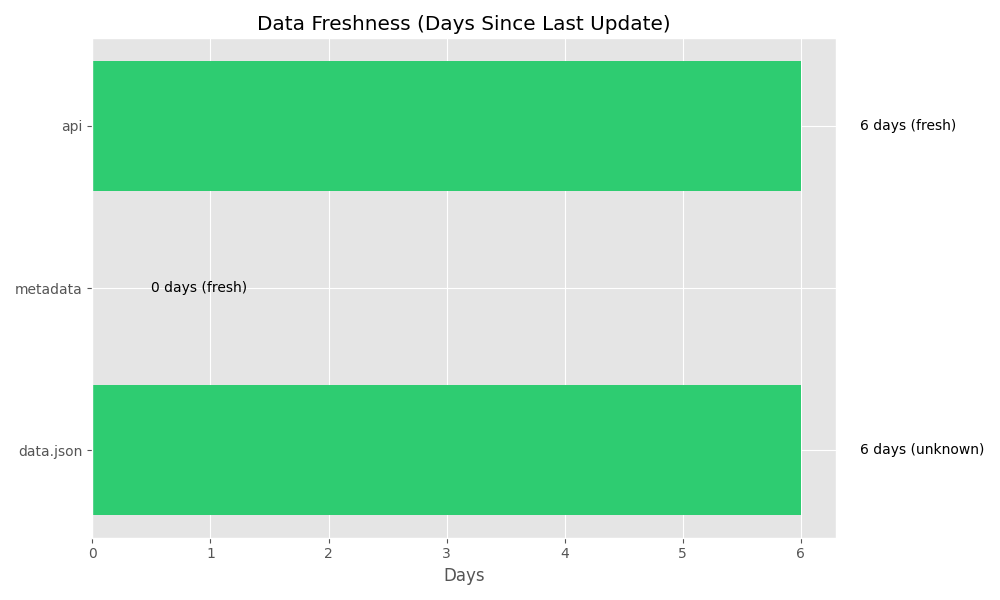 Data Freshness (Days Since Last Update)
api
6 days (fresh)
metadata
0 days (fresh)
data.json
6 days (unknown)
0 1 2 3 4 5 6
Days